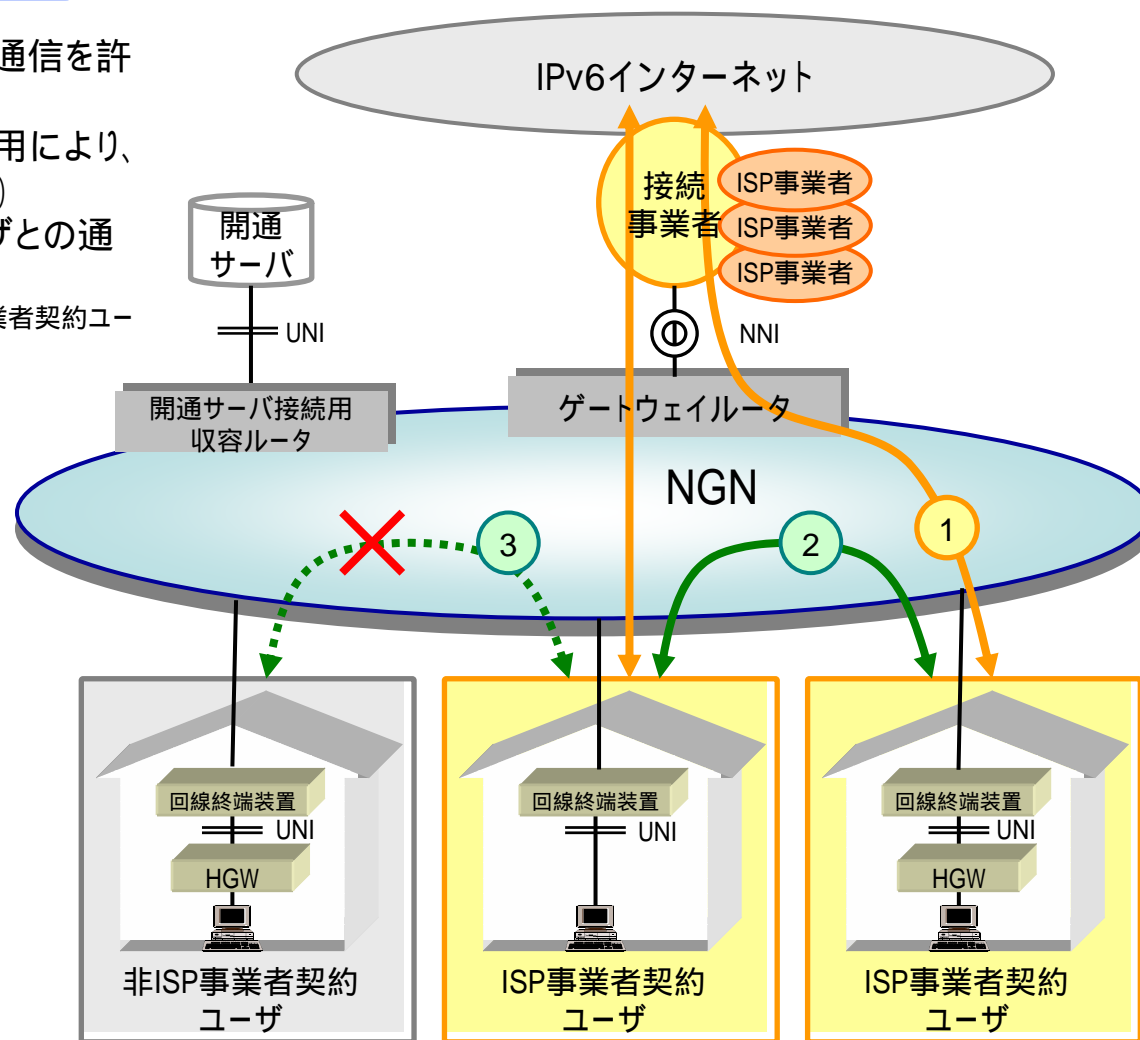 通信を許
用により、
)
ザとの通
業者契約ユー
IPv6インターネット
接続
事業者
ISP事業者
ISP事業者
ISP事業者
開通
サーバ
UNI
NNI
開通サーバ接続用
収容ルータ
ゲートウェイルータ
NGN
3
2
1
回線終端装置
UNI
HGW
非ISP事業者契約
ユーザ
回線終端装置
UNI
ISP事業者契約
ユーザ
回線終端装置
UNI
HGW
ISP事業者契約
ユーザ